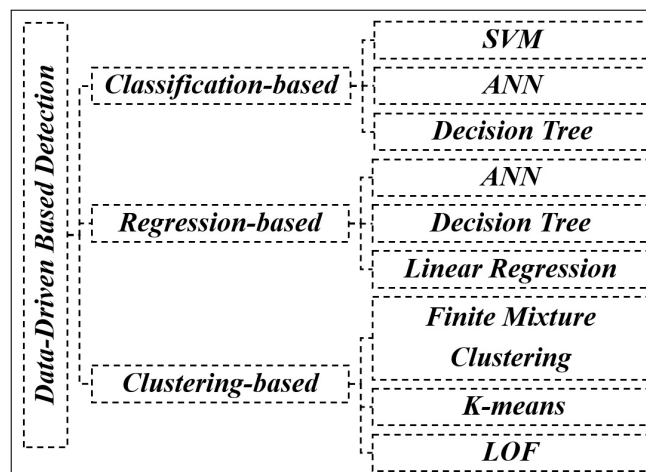 Data-Driven Based Detection
Classification-based
SVM
ANN
Decision Tree
Regression-based
ANN
Decision Tree
Linear Regression
Clustering-based
Finite Mixture
Clustering
K-means
LOF